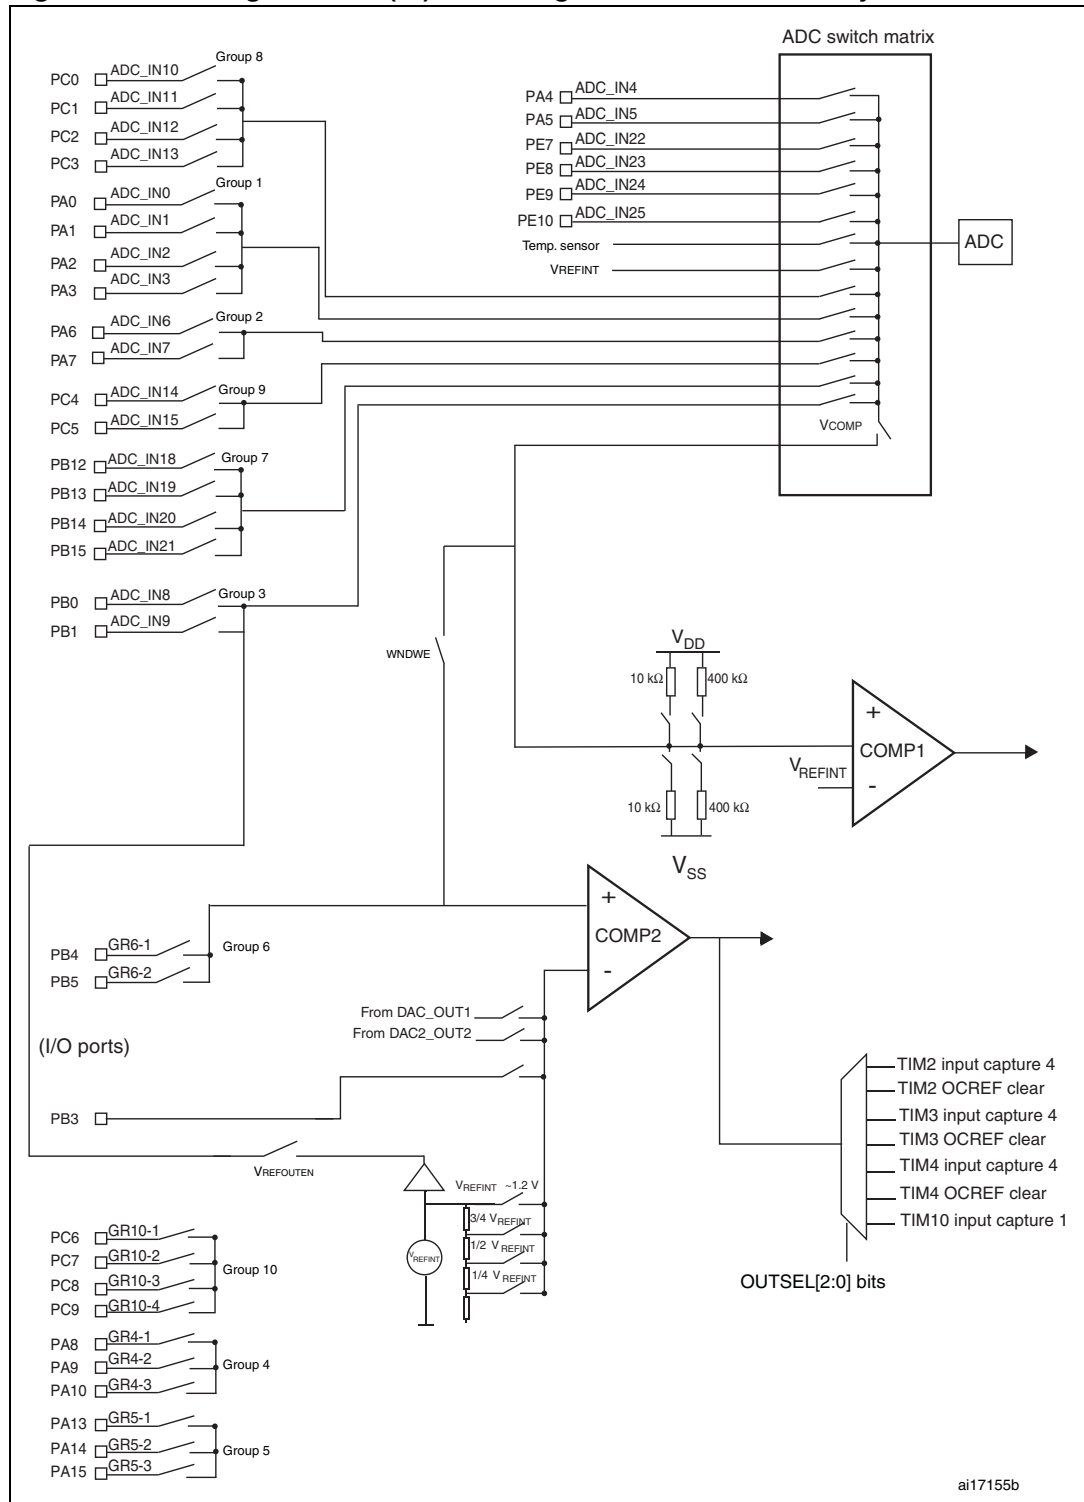 ADC switch matrix
Group 8
PC0 ADC_IN10
PC1 ADC_IN11
PC2 ADC_IN12
PC3 ADC_IN13
Group 1
PA0 ADC_IN0
PA1 ADC_IN1
PA2 ADC_IN2
PA3 ADC_IN3
PA6 ADC_IN6 Group 2
PA7 ADC_IN7
PC4 ADC_IN14 Group 9
PC5 ADC_IN15
PB12 ADC_IN18 Group 7
PB13 ADC_IN19
PB14 ADC_IN20
PB15 ADC_IN21
PB0 ADC_IN8 Group 3
PB1 ADC_IN9
PA4 ADC_IN4
PA5 ADC_IN5
PE7 ADC_IN22
PE8 ADC_IN23
PE9 ADC_IN24
PE10 ADC_IN25
Temp. sensor
VREFINT
ADC
VCOMP
WNDWE
VDD
10 kΩ 400 kΩ
10 kΩ 400 kΩ
VSS
+
COMP1
VREFINT
-
+
COMP2
-
PB4 GR6-1 Group 6
PB5 GR6-2
From DAC_OUT1
From DAC2_OUT2
(I/O ports)
PB3
VREFOUTEN
VREFINT ~1.2 V
3/4 VREFINT
1/2 VREFINT
1/4 VREFINT
VREFINT
TIM2 input capture 4
TIM2 OCREF clear
TIM3 input capture 4
TIM3 OCREF clear
TIM4 input capture 4
TIM4 OCREF clear
TIM10 input capture 1
OUTSEL[2:0] bits
PC6 GR10-1
PC7 GR10-2
Group 10
PC8 GR10-3
PC9 GR10-4
PA8 GR4-1
PA9 GR4-2 Group 4
PA10 GR4-3
PA13 GR5-1
PA14 GR5-2 Group 5
PA15 GR5-3
ai17155b